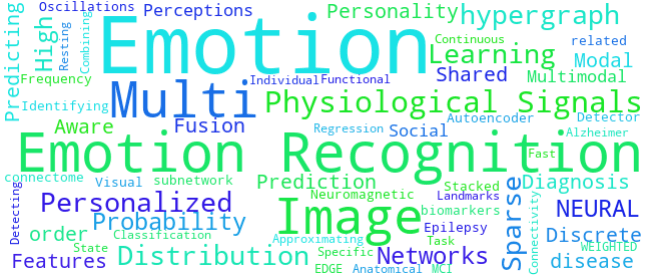 Oscillations Perceptions Personality hypergraph
Predicting High Resting Combining Emotion Continuous related
Learning Modal
Frequency Individual Functional Shared Multimodal
Identifying Multi Physiological Signals
Aware Fusion Regression Social Autoencoder Detector
Alzheimer
Emotion Recognition
Fast
connectome Visual subnetwork Prediction Stacked Diagnosis
Detecting Personalized Neuromagnetic Landmarks
Image biomarkers Sparse Connectivity NEURAL
order Probability Epilepsy Discrete
State Classification Approximating Task WEIGHTED
Features Distribution Specific Networks disease
EDGE Anatomical MCI